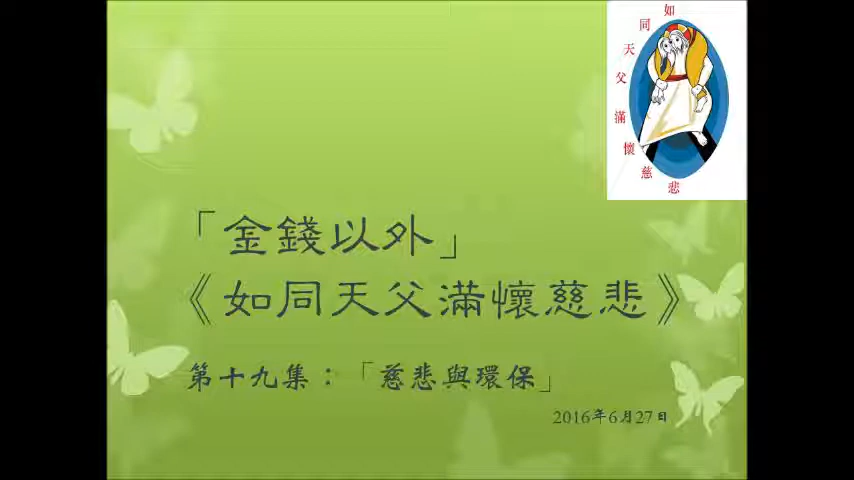 如同天父滿懷慈悲
「金錢以外」
《如同天父滿懷慈悲》
第十九集：「慈悲與環保」
2016年6月27日